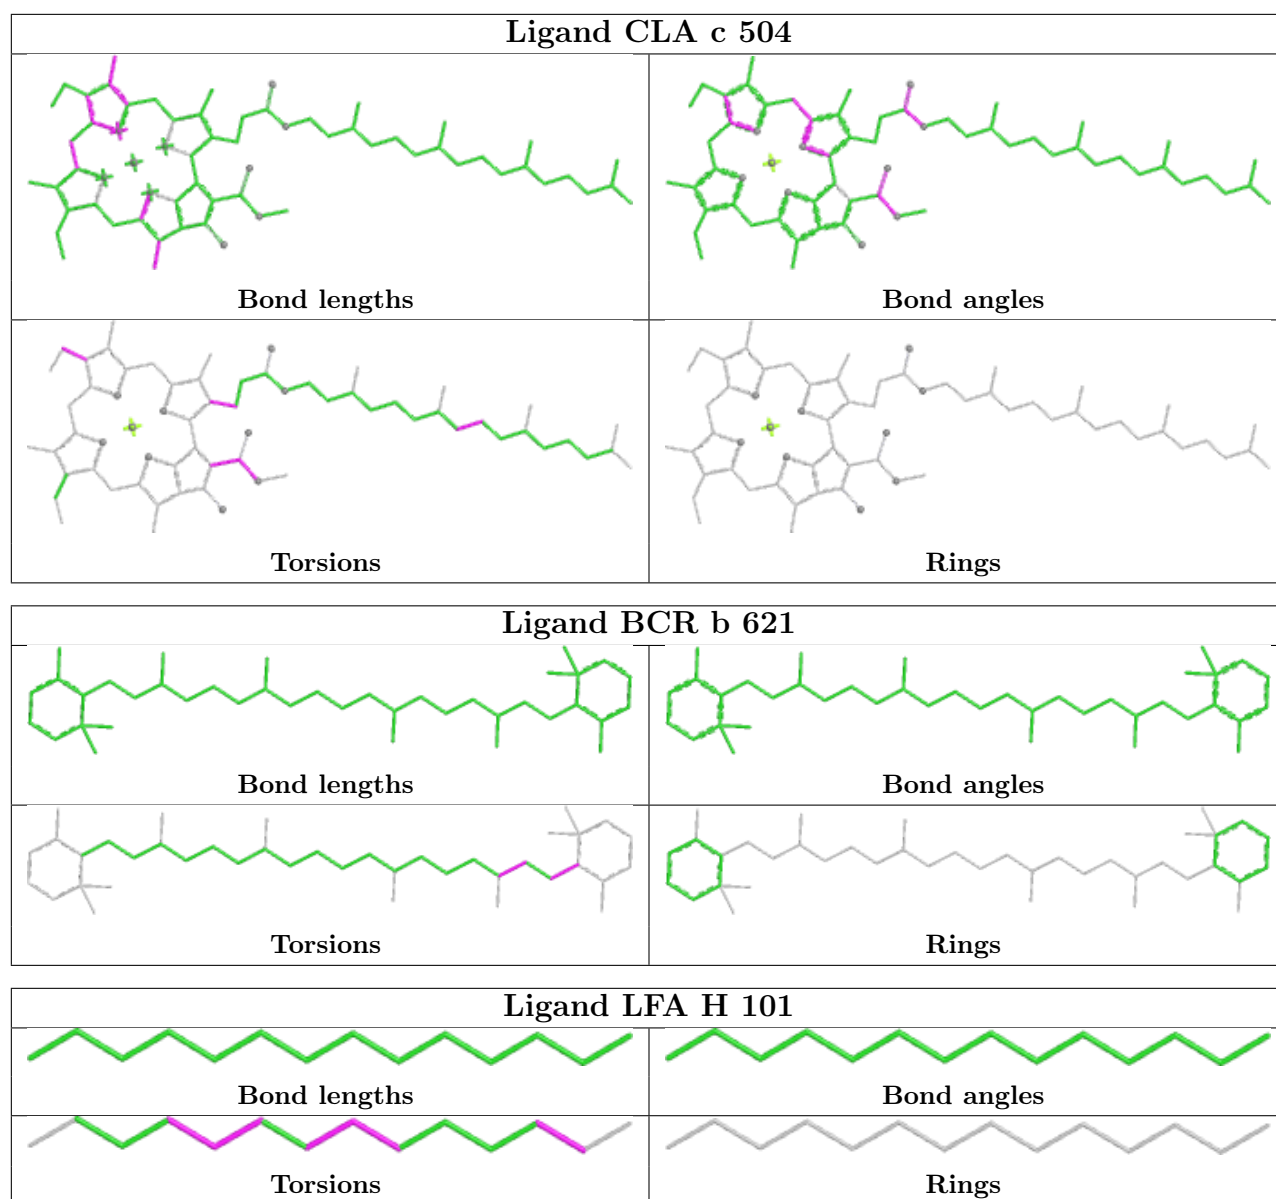 Ligand CLA c 504
Bond lengths
Bond angles
Torsions
Rings
Ligand BCR b 621
Bond lengths
Bond angles
Torsions
Rings
Ligand LFA H 101
Bond lengths
Bond angles
Torsions
Rings